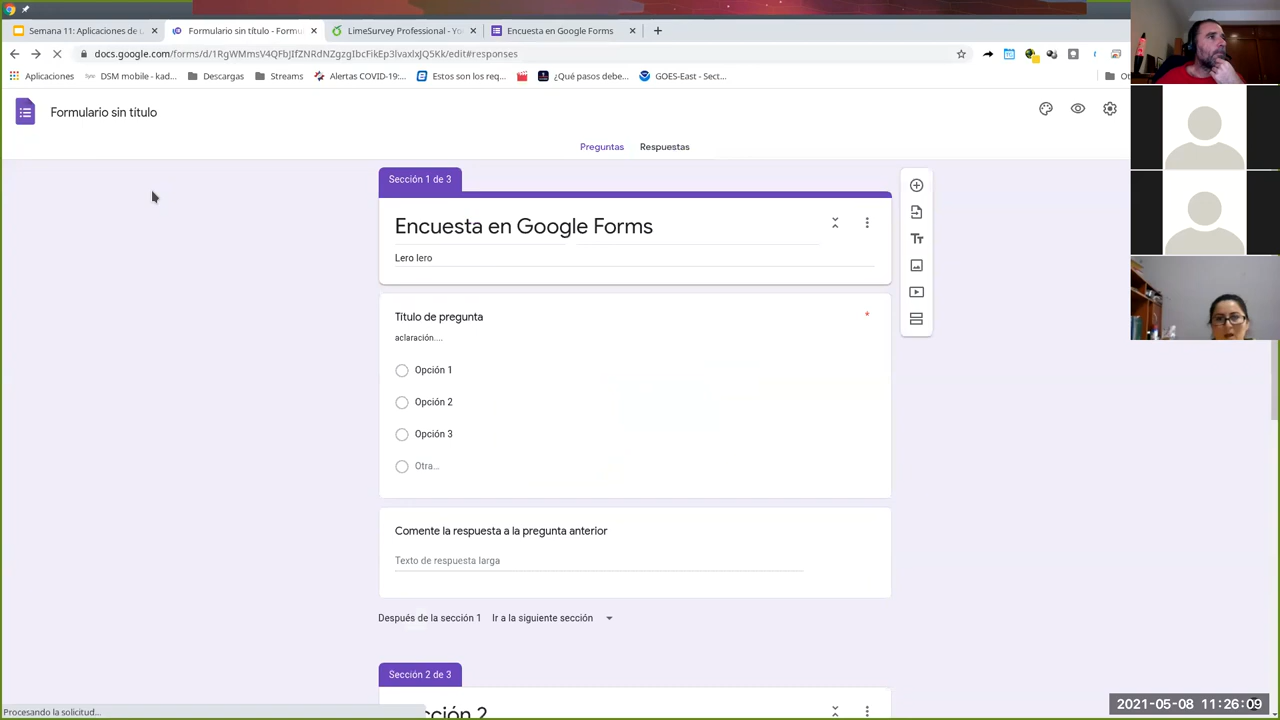 Semana 11: Aplicaciones de u
Formulario sin título - Formu
LimeSurvey Professional - Yo
Encuesta en Google Forms
docs.google.com/forms/d/1RgWMmsV4QFbJIfZNRdNZgzgIbcFikEp3lvaxlxJQ5Kk/edit#responses
Aplicaciones
DSM mobile - kad...
Descargas
Streams
Alertas COVID-19:...
Estos son los req...
¿Qué pasos debe...
GOES-East - Sect...
Ot
Formulario sin título
Preguntas
Respuestas
Sección 1 de 3
Encuesta en Google Forms
Lero lero
Título de pregunta
*
aclaración....
Opción 1
Opción 2
Opción 3
Otra...
Comente la respuesta a la pregunta anterior
Texto de respuesta larga
Después de la sección 1 Ir a la siguiente sección
Sección 2 de 3
cción 2
Procesando la solicitud...
2021-05-08 11:26:09